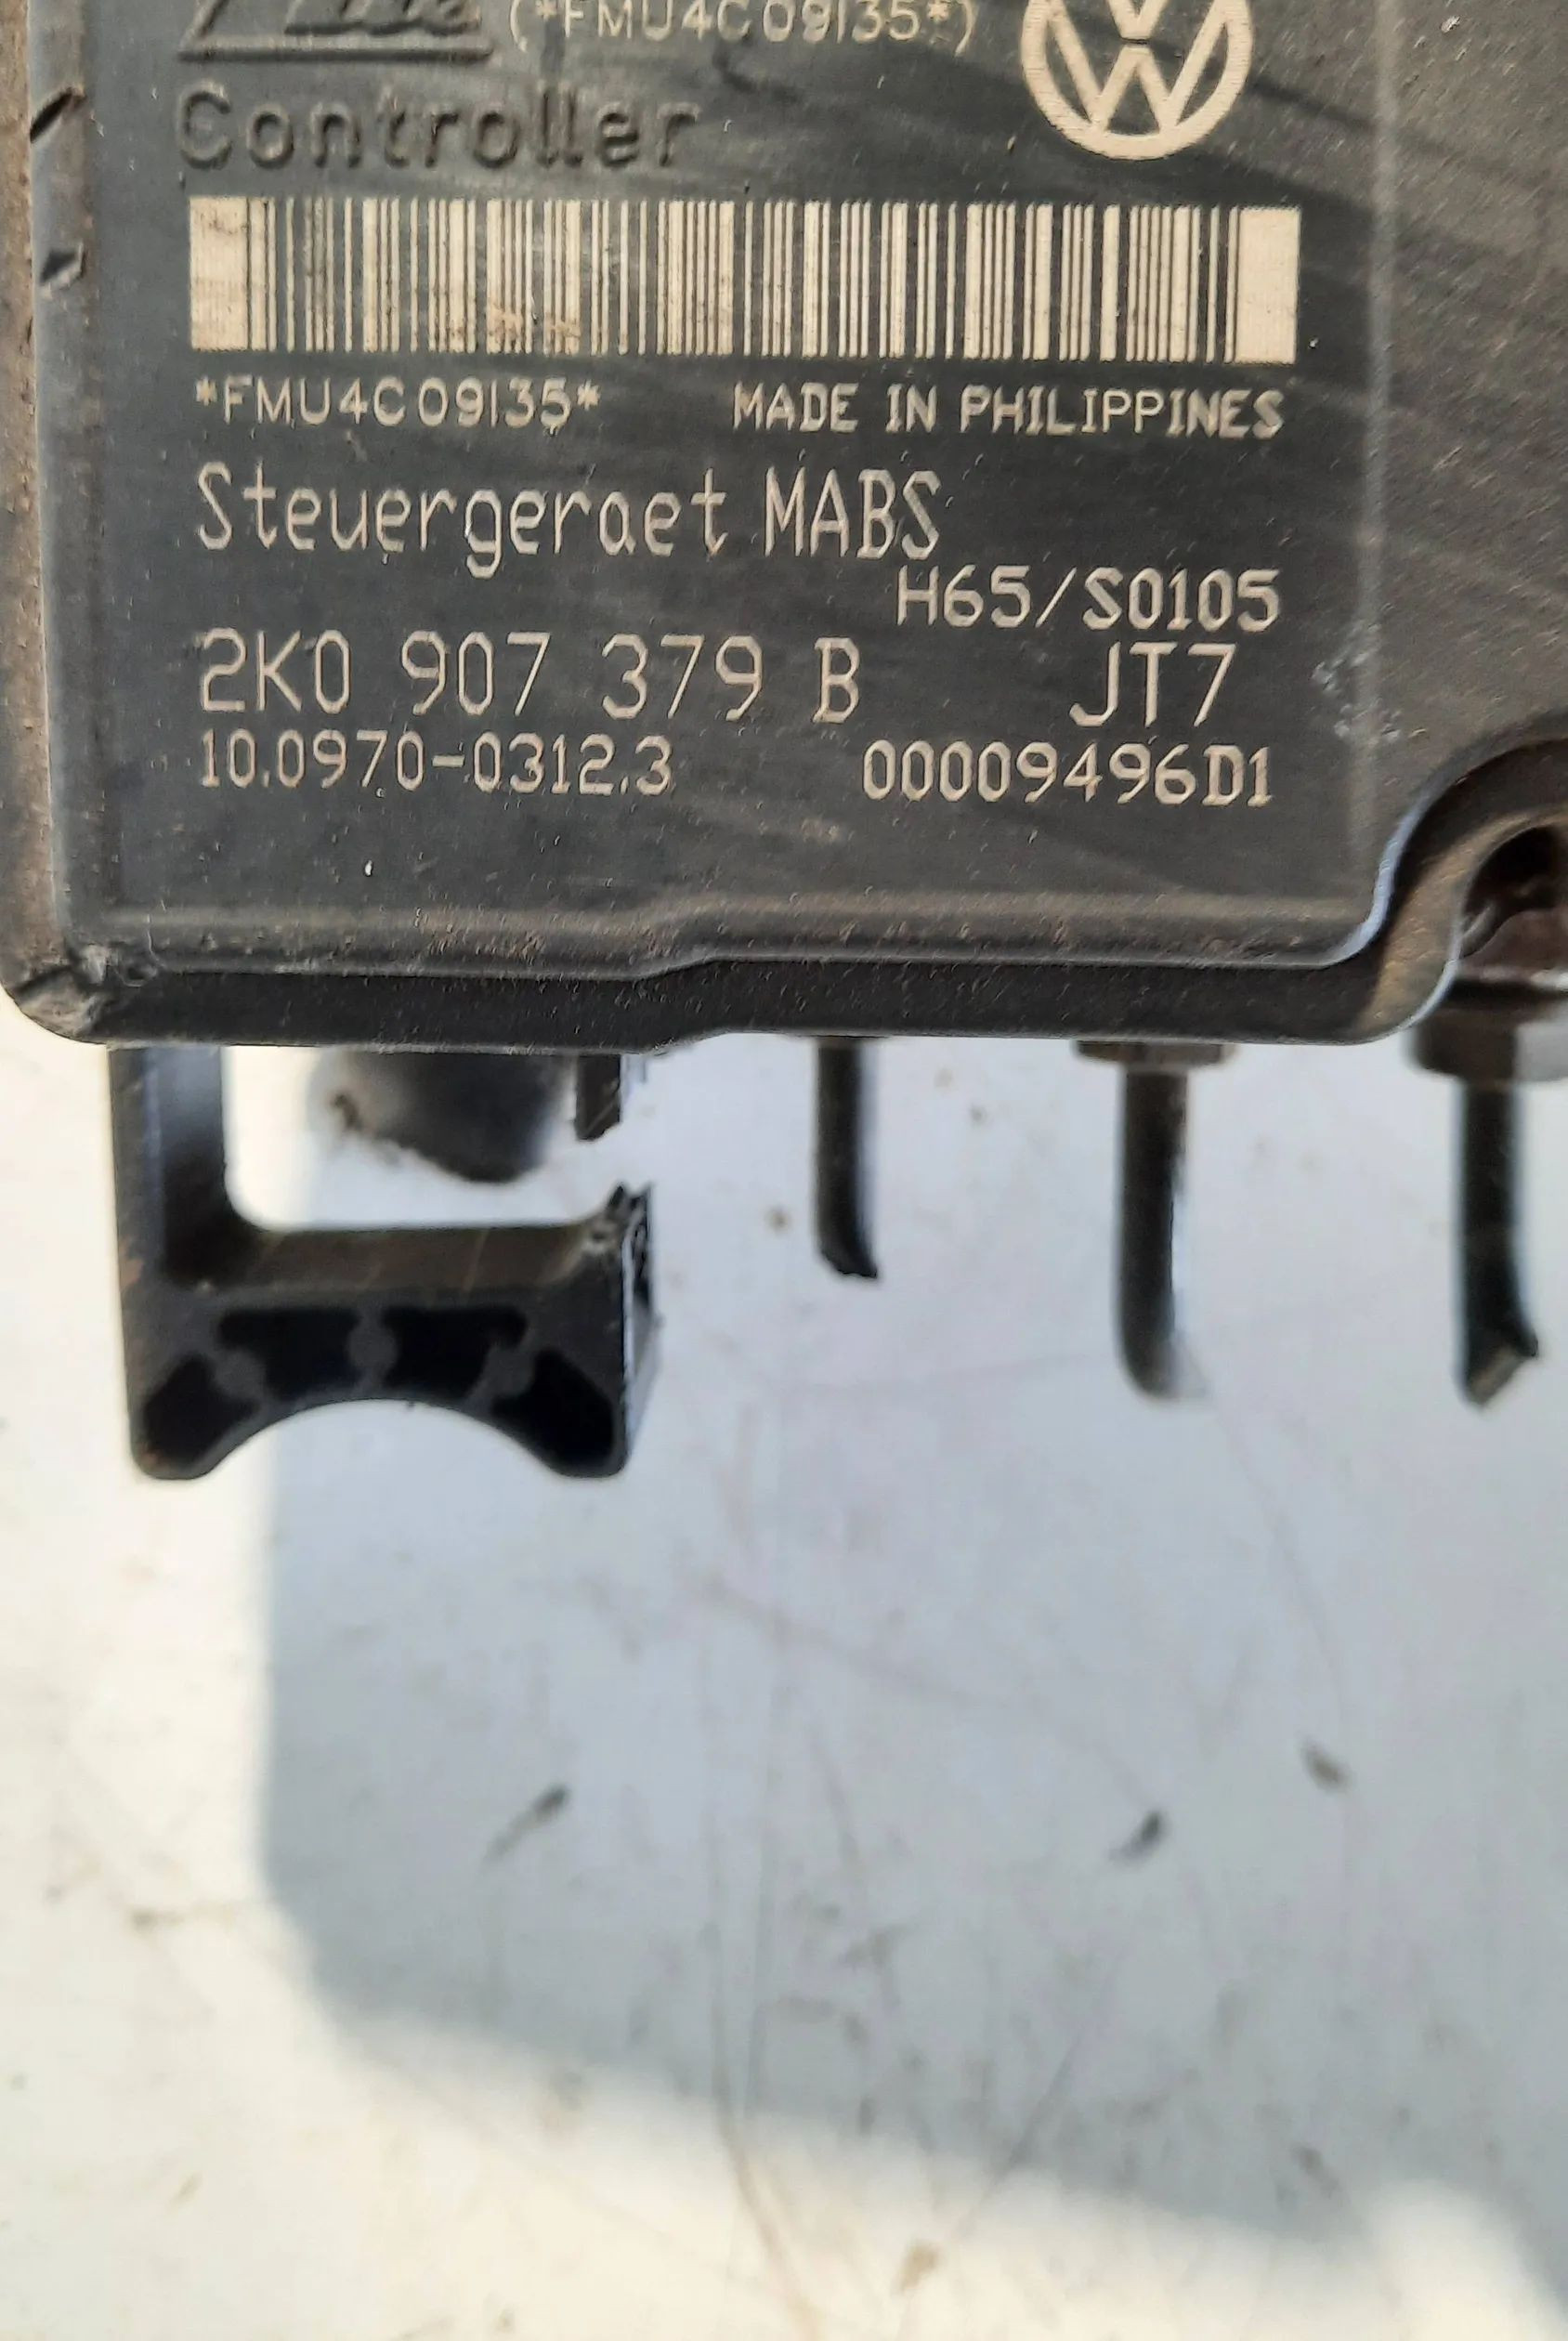 (*FMU4C09135*)
Controller
*FMU4C09135* MADE IN PHILIPPINES
Steuergeraet MABS
H65/S0105
2K0 907 379 B JT7
10.0970-0312.3 00009496D1